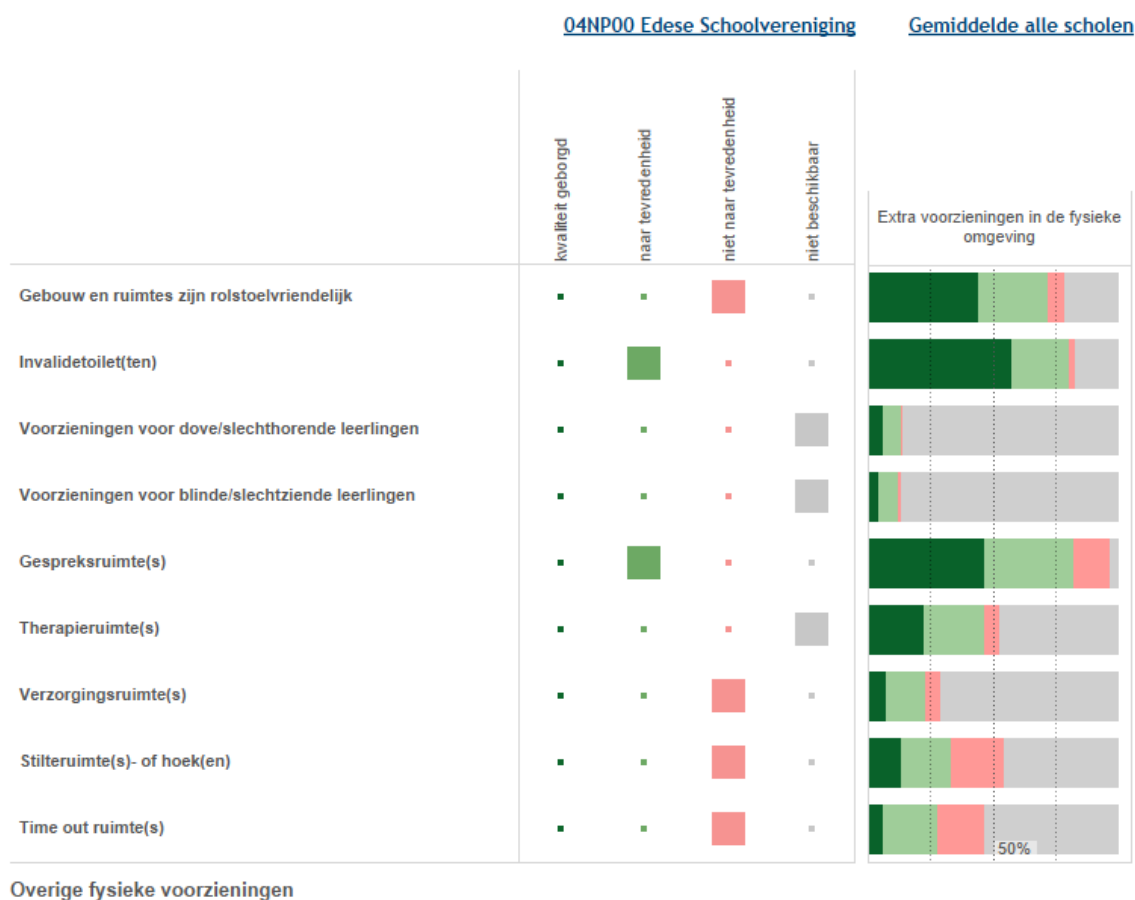 04NP00 Edese Schoolvereniging
Gemiddelde alle scholen
kwaliteit geborgd
naar tevredenheid
niet naar tevredenheid
niet beschikbaar
Extra voorzieningen in de fysieke
omgeving
Gebouw en ruimtes zijn rolstoelvriendelijk
Invalidetoilet(ten)
Voorzieningen voor dove/slechthorende leerlingen
Voorzieningen voor blinde/slechtziende leerlingen
Gespreksruimte(s)
Therapieruimte(s)
Verzorgingsruimte(s)
Stilteruimte(s)- of hoek(en)
Time out ruimte(s)
50%
Overige fysieke voorzieningen